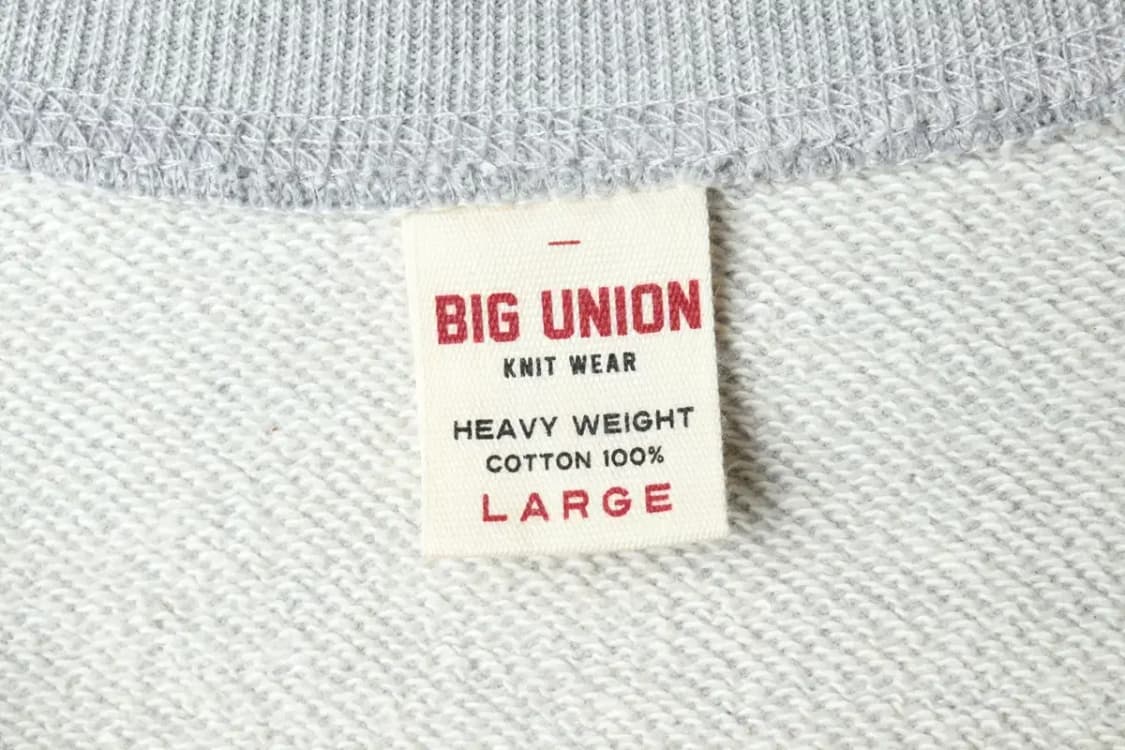 BIG UNION
KNIT WEAR
HEAVY WEIGHT
COTTON 100%
LARGE